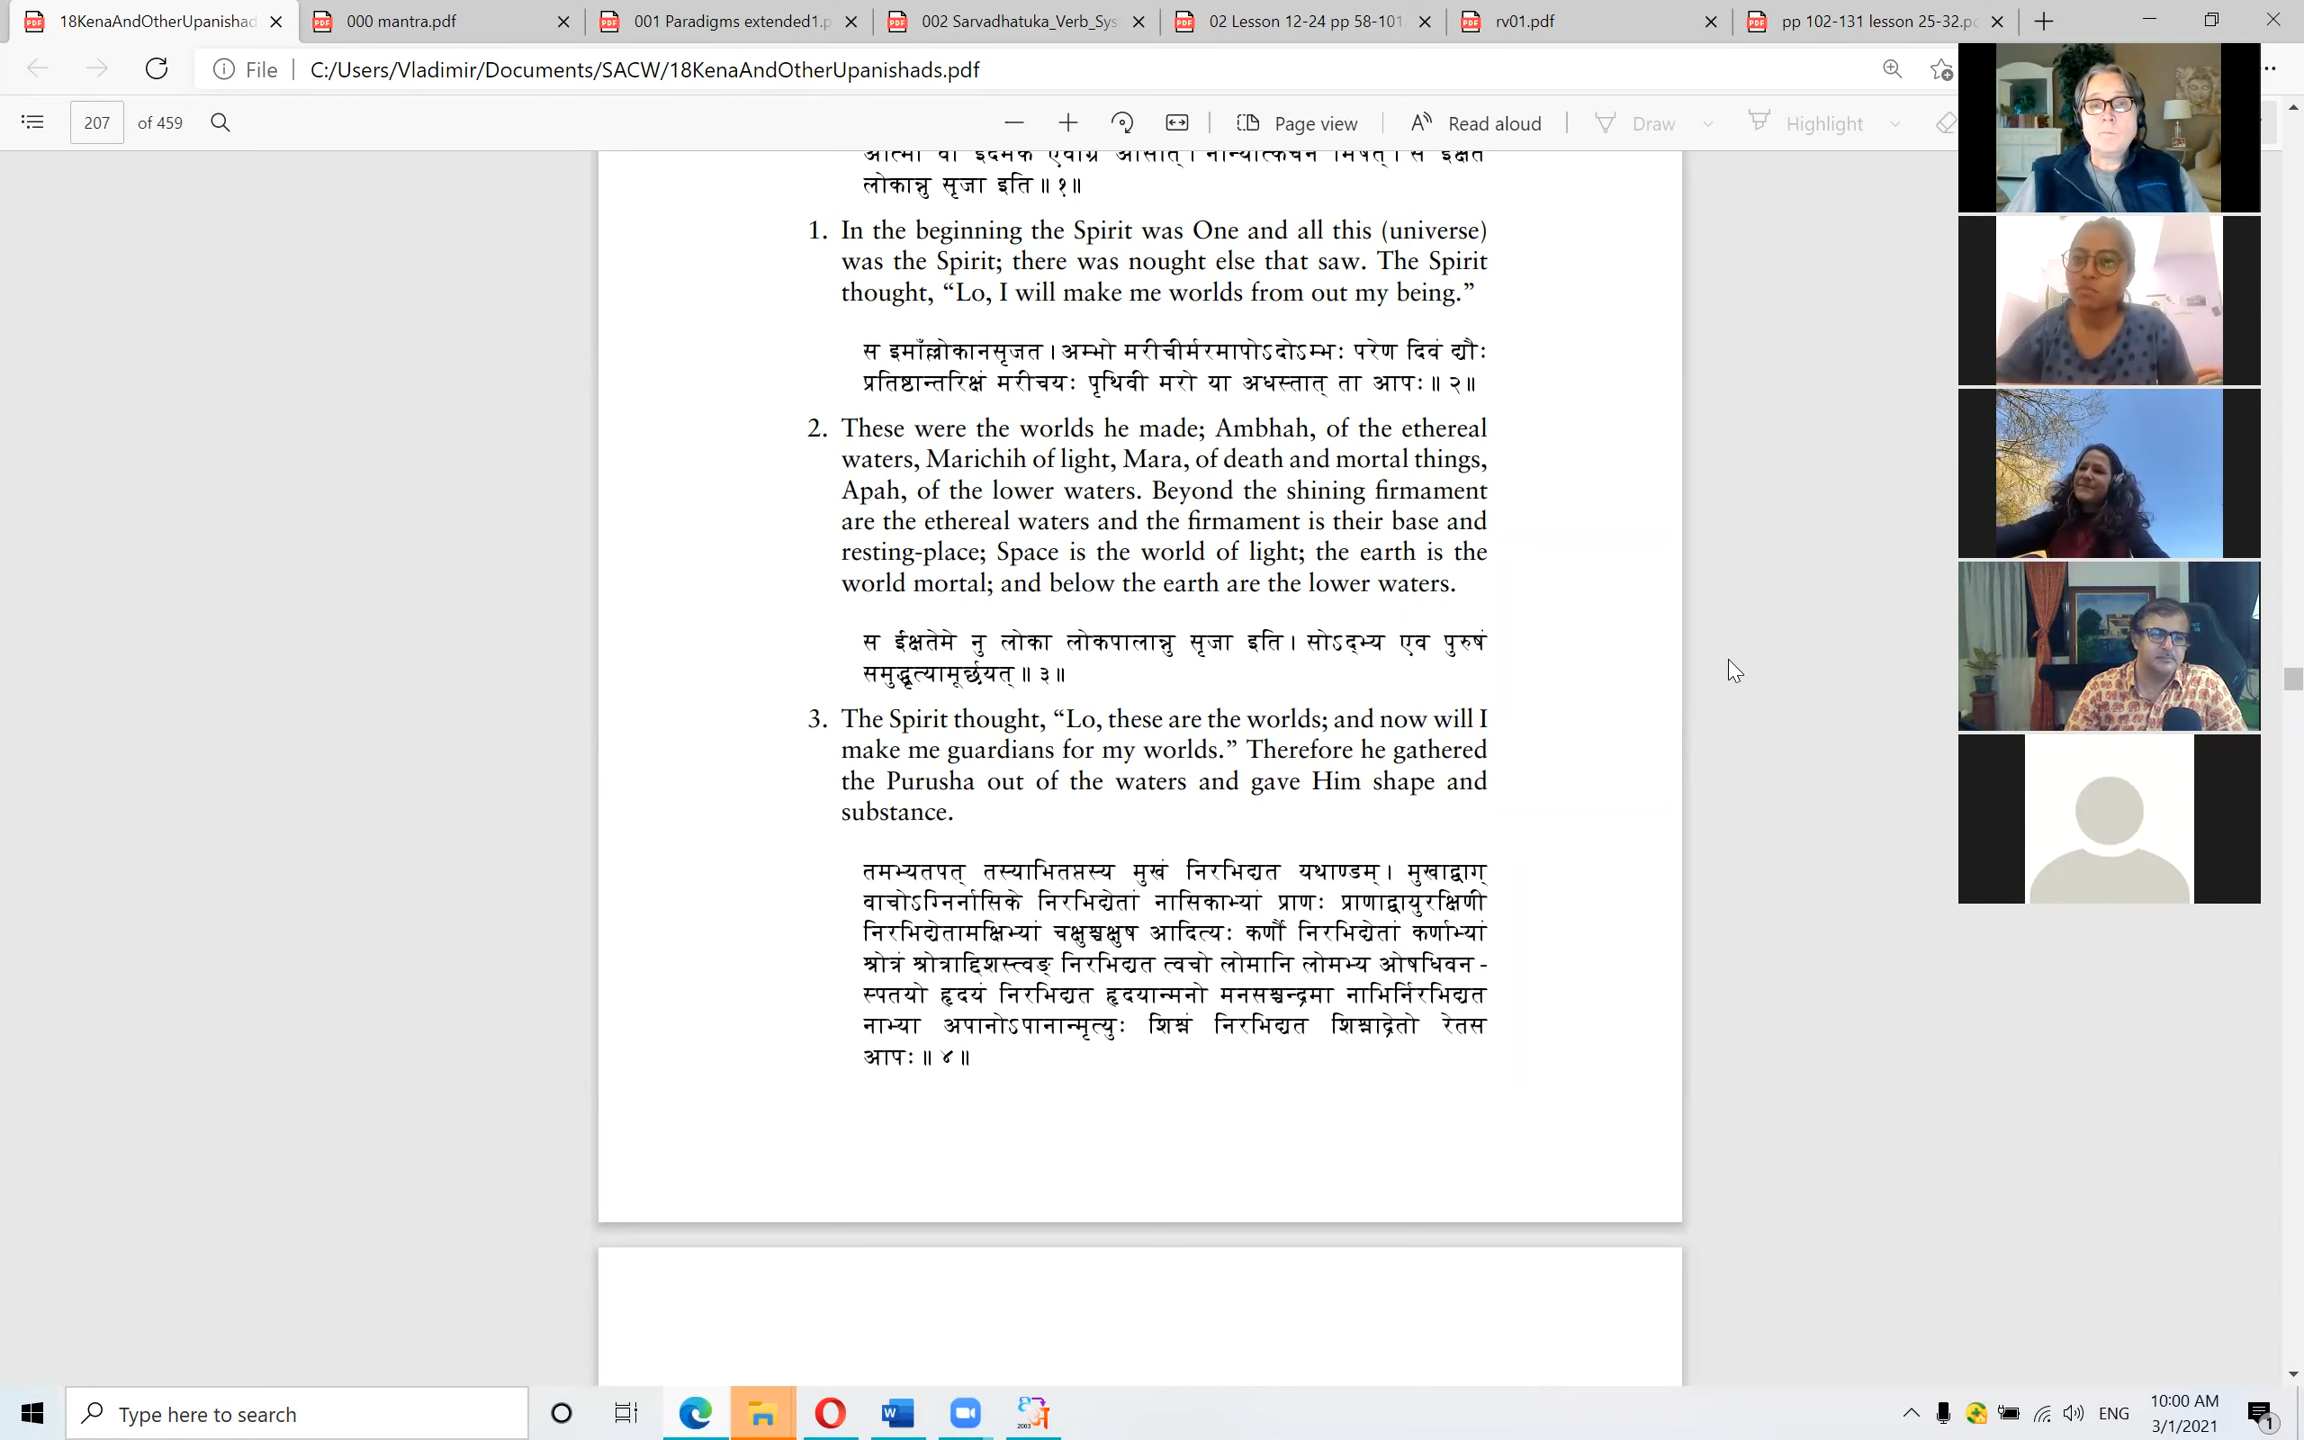 18KenaAndOtherUpanishads
000 mantra.pdf
001 Paradigms extended1.p
002 Sarvadhatuka_Verb_Sys
02 Lesson 12-24 pp 58-101
rv01.pdf
pp 102-131 lesson 25-32.p
File
C:/Users/Vladimir/Documents/SACW/18KenaAndOtherUpanishads.pdf
207 of 459
Page view
Read aloud
Draw
Highlight
आत्मा वा इदमेक एवाग्र आसीत्। नान्यत्किंचन मिषत्। स ईक्षत
लोकान्नु सृजा इति॥१॥
1. In the beginning the Spirit was One and all this (universe)
was the Spirit; there was nought else that saw. The Spirit
thought, “Lo, I will make me worlds from out my being.”
स इमाँल्लोकानसृजत। अम्भो मरीचीर्मरमापोऽदोऽम्भः परेण दिवं द्यौः
प्रतिष्ठान्तरिक्षं मरीचयः पृथिवी मरो या अधस्तात् ता आपः॥२॥
2. These were the worlds he made; Ambhah, of the ethereal
waters, Marichih of light, Mara, of death and mortal things,
Apah, of the lower waters. Beyond the shining firmament
are the ethereal waters and the firmament is their base and
resting-place; Space is the world of light; the earth is the
world mortal; and below the earth are the lower waters.
स ईक्षतेमे नु लोका लोकपालान्नु सृजा इति। सोऽद्भ्य एव पुरुषं
समुद्धृत्यामूर्छयत्॥३॥
3. The Spirit thought, “Lo, these are the worlds; and now will I
make me guardians for my worlds.” Therefore he gathered
the Purusha out of the waters and gave Him shape and
substance.
तमभ्यतपत् तस्याभितप्तस्य मुखं निरभिद्यत यथाण्डम्। मुखाद्वाग्
वाचोऽग्निर्नासिके निरभिद्येतां नासिकाभ्यां प्राणः प्राणाद्वायुरक्षिणी
निरभिद्येतामक्षिभ्यां चक्षुश्चक्षुष आदित्यः कर्णौ निरभिद्येतां कर्णाभ्यां
श्रोत्रं श्रोत्राद्दिशस्त्वङ् निरभिद्यत त्वचो लोमानि लोमभ्य ओषधिवन-
स्पतयो हृदयं निरभिद्यत हृदयान्मनो मनसश्चन्द्रमा नाभिर्निरभिद्यत
नाभ्या अपानोऽपानान्मृत्युः शिश्नं निरभिद्यत शिश्नाद्रेतो रेतस
आपः॥४॥
Type here to search
ENG
10:00 AM
3/1/2021
1